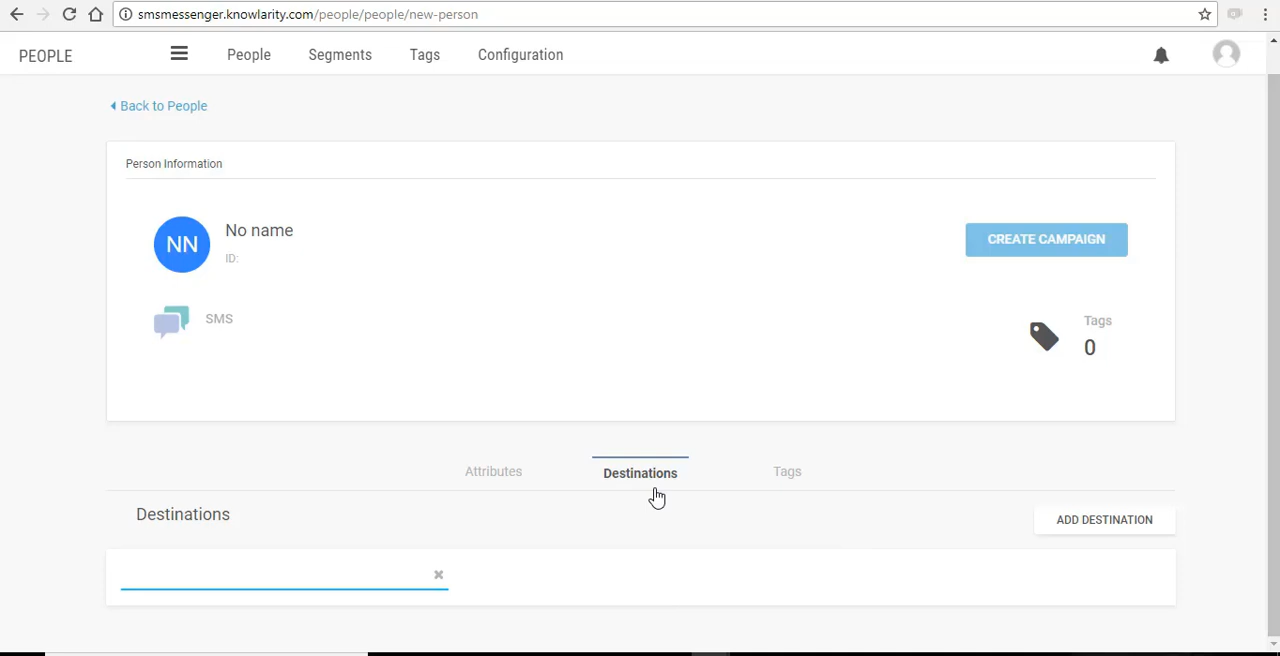 smsmessenger.knowlarity.com/people/people/new-person
PEOPLE People Segments Tags Configuration
Back to People
Person Information
NN No name
CREATE CAMPAIGN
ID:
SMS
Tags
0
Attributes Destinations Tags
Destinations
ADD DESTINATION